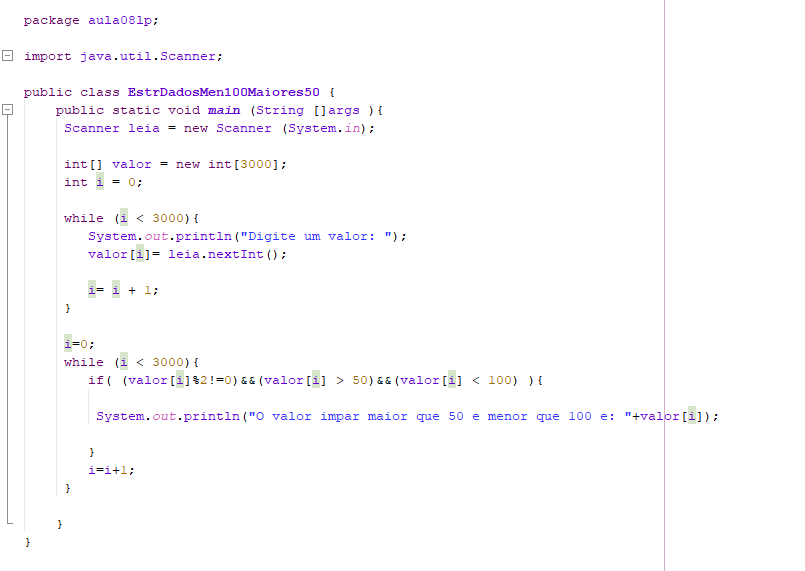 package aula08lp;
import java.util.Scanner;
public class EstrDadosMen100Maiores50 {
public static void main (String []args ){
Scanner leia = new Scanner (System.in);
int[] valor = new int[3000];
int i = 0;
while (i < 3000){
System.out.println("Digite um valor: ");
valor[i]= leia.nextInt();
i= i + 1;
}
i=0;
while (i < 3000){
if( (valor[i]%2!=0)&&(valor[i] > 50)&&(valor[i] < 100) ){
System.out.println("O valor impar maior que 50 e menor que 100 e: "+valor[i]);
}
i=i+1;
}
}
}